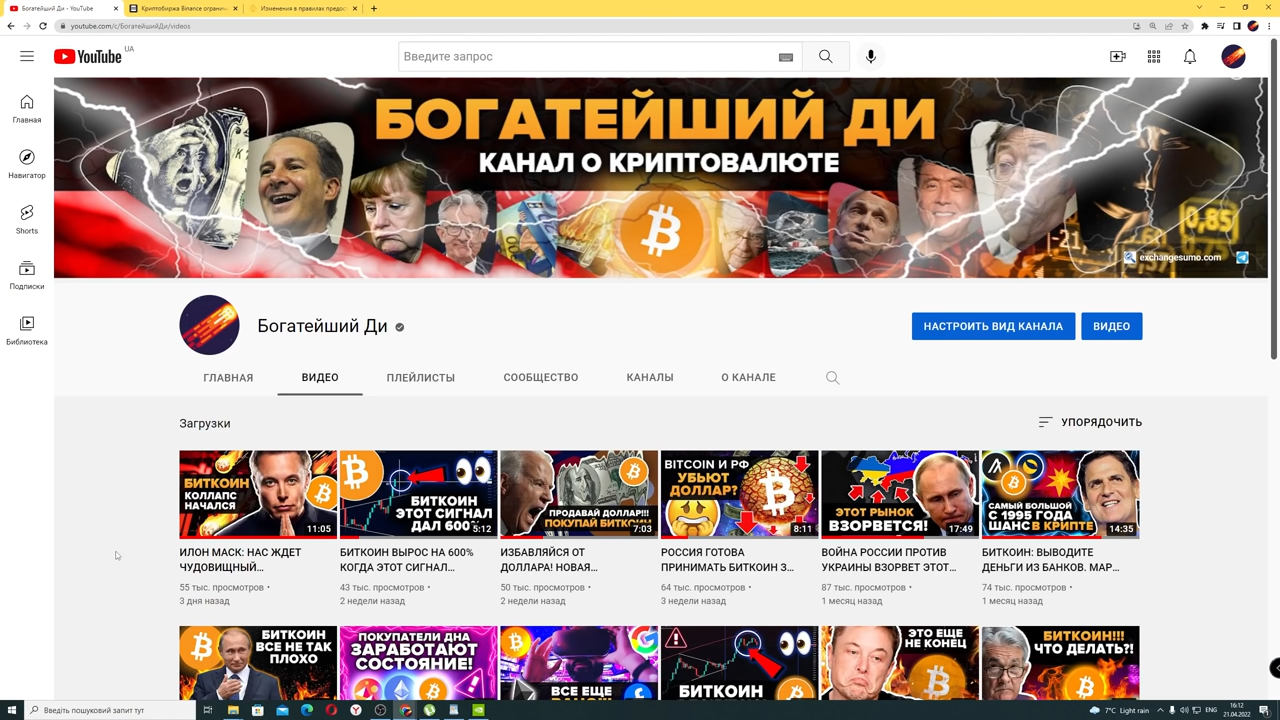 Богатейший Ди - YouTube
Криптобиржа Binance огранич
Изменения в правилах предос
youtube.com/c/БогатейшийДи/videos
YouTube
UA
Введите запрос
Главная
Навигатор
Shorts
Подписки
Библиотека
БОГАТЕЙШИЙ ДИ
КАНАЛ О КРИПТОВАЛЮТЕ
0,85
-21,
exchangesumo.com
Богатейший Ди
НАСТРОИТЬ ВИД КАНАЛА
ВИДЕО
ГЛАВНАЯ
ВИДЕО
ПЛЕЙЛИСТЫ
СООБЩЕСТВО
КАНАЛЫ
О КАНАЛЕ
Загрузки
УПОРЯДОЧИТЬ
БИТКОИН
КОЛЛАПС
НАЧАЛСЯ
11:05
БИТКОИН
ЭТОТ СИГНАЛ
ДАЛ 600%
8:12
ПРОДАВАЙ ДОЛЛАР!!!
ПОКУПАЙ БИТКОИН
7:03
BITCOIN И РФ
УБЬЮТ
ДОЛЛАР?
8:11
ЭТОТ РЫНОК
ВЗОРВЕТСЯ!
17:49
САМЫЙ БОЛЬШОЙ
С 1995 ГОДА
ШАНС В КРИПТЕ
14:35
ИЛОН МАСК: НАС ЖДЕТ
ЧУДОВИЩНЫЙ...
55 тыс. просмотров •
3 дня назад
БИТКОИН ВЫРОС НА 600%
КОГДА ЭТОТ СИГНАЛ...
43 тыс. просмотров •
2 недели назад
ИЗБАВЛЯЙСЯ ОТ
ДОЛЛАРА! НОВАЯ...
50 тыс. просмотров •
2 недели назад
РОССИЯ ГОТОВА
ПРИНИМАТЬ БИТКОИН З...
64 тыс. просмотров •
3 недели назад
ВОЙНА РОССИИ ПРОТИВ
УКРАИНЫ ВЗОРВЕТ ЭТОТ...
87 тыс. просмотров •
1 месяц назад
БИТКОИН: ВЫВОДИТЕ
ДЕНЬГИ ИЗ БАНКОВ. МАР...
74 тыс. просмотров •
1 месяц назад
БИТКОИН
ВСЕ НЕ ТАК
ПЛОХО
ПОКУПАТЕЛИ ДНА
ЗАРАБОТАЮТ
СОСТОЯНИЕ!
ВСЕ ЕЩЕ
БИТКОИН
ЭТО ЕЩЕ
НЕ КОНЕЦ
БИТКОИН!!!
ЧТО ДЕЛАТЬ?!
Введіть пошуковий запит тут
7°C Light rain
ENG
16:12
21.04.2022